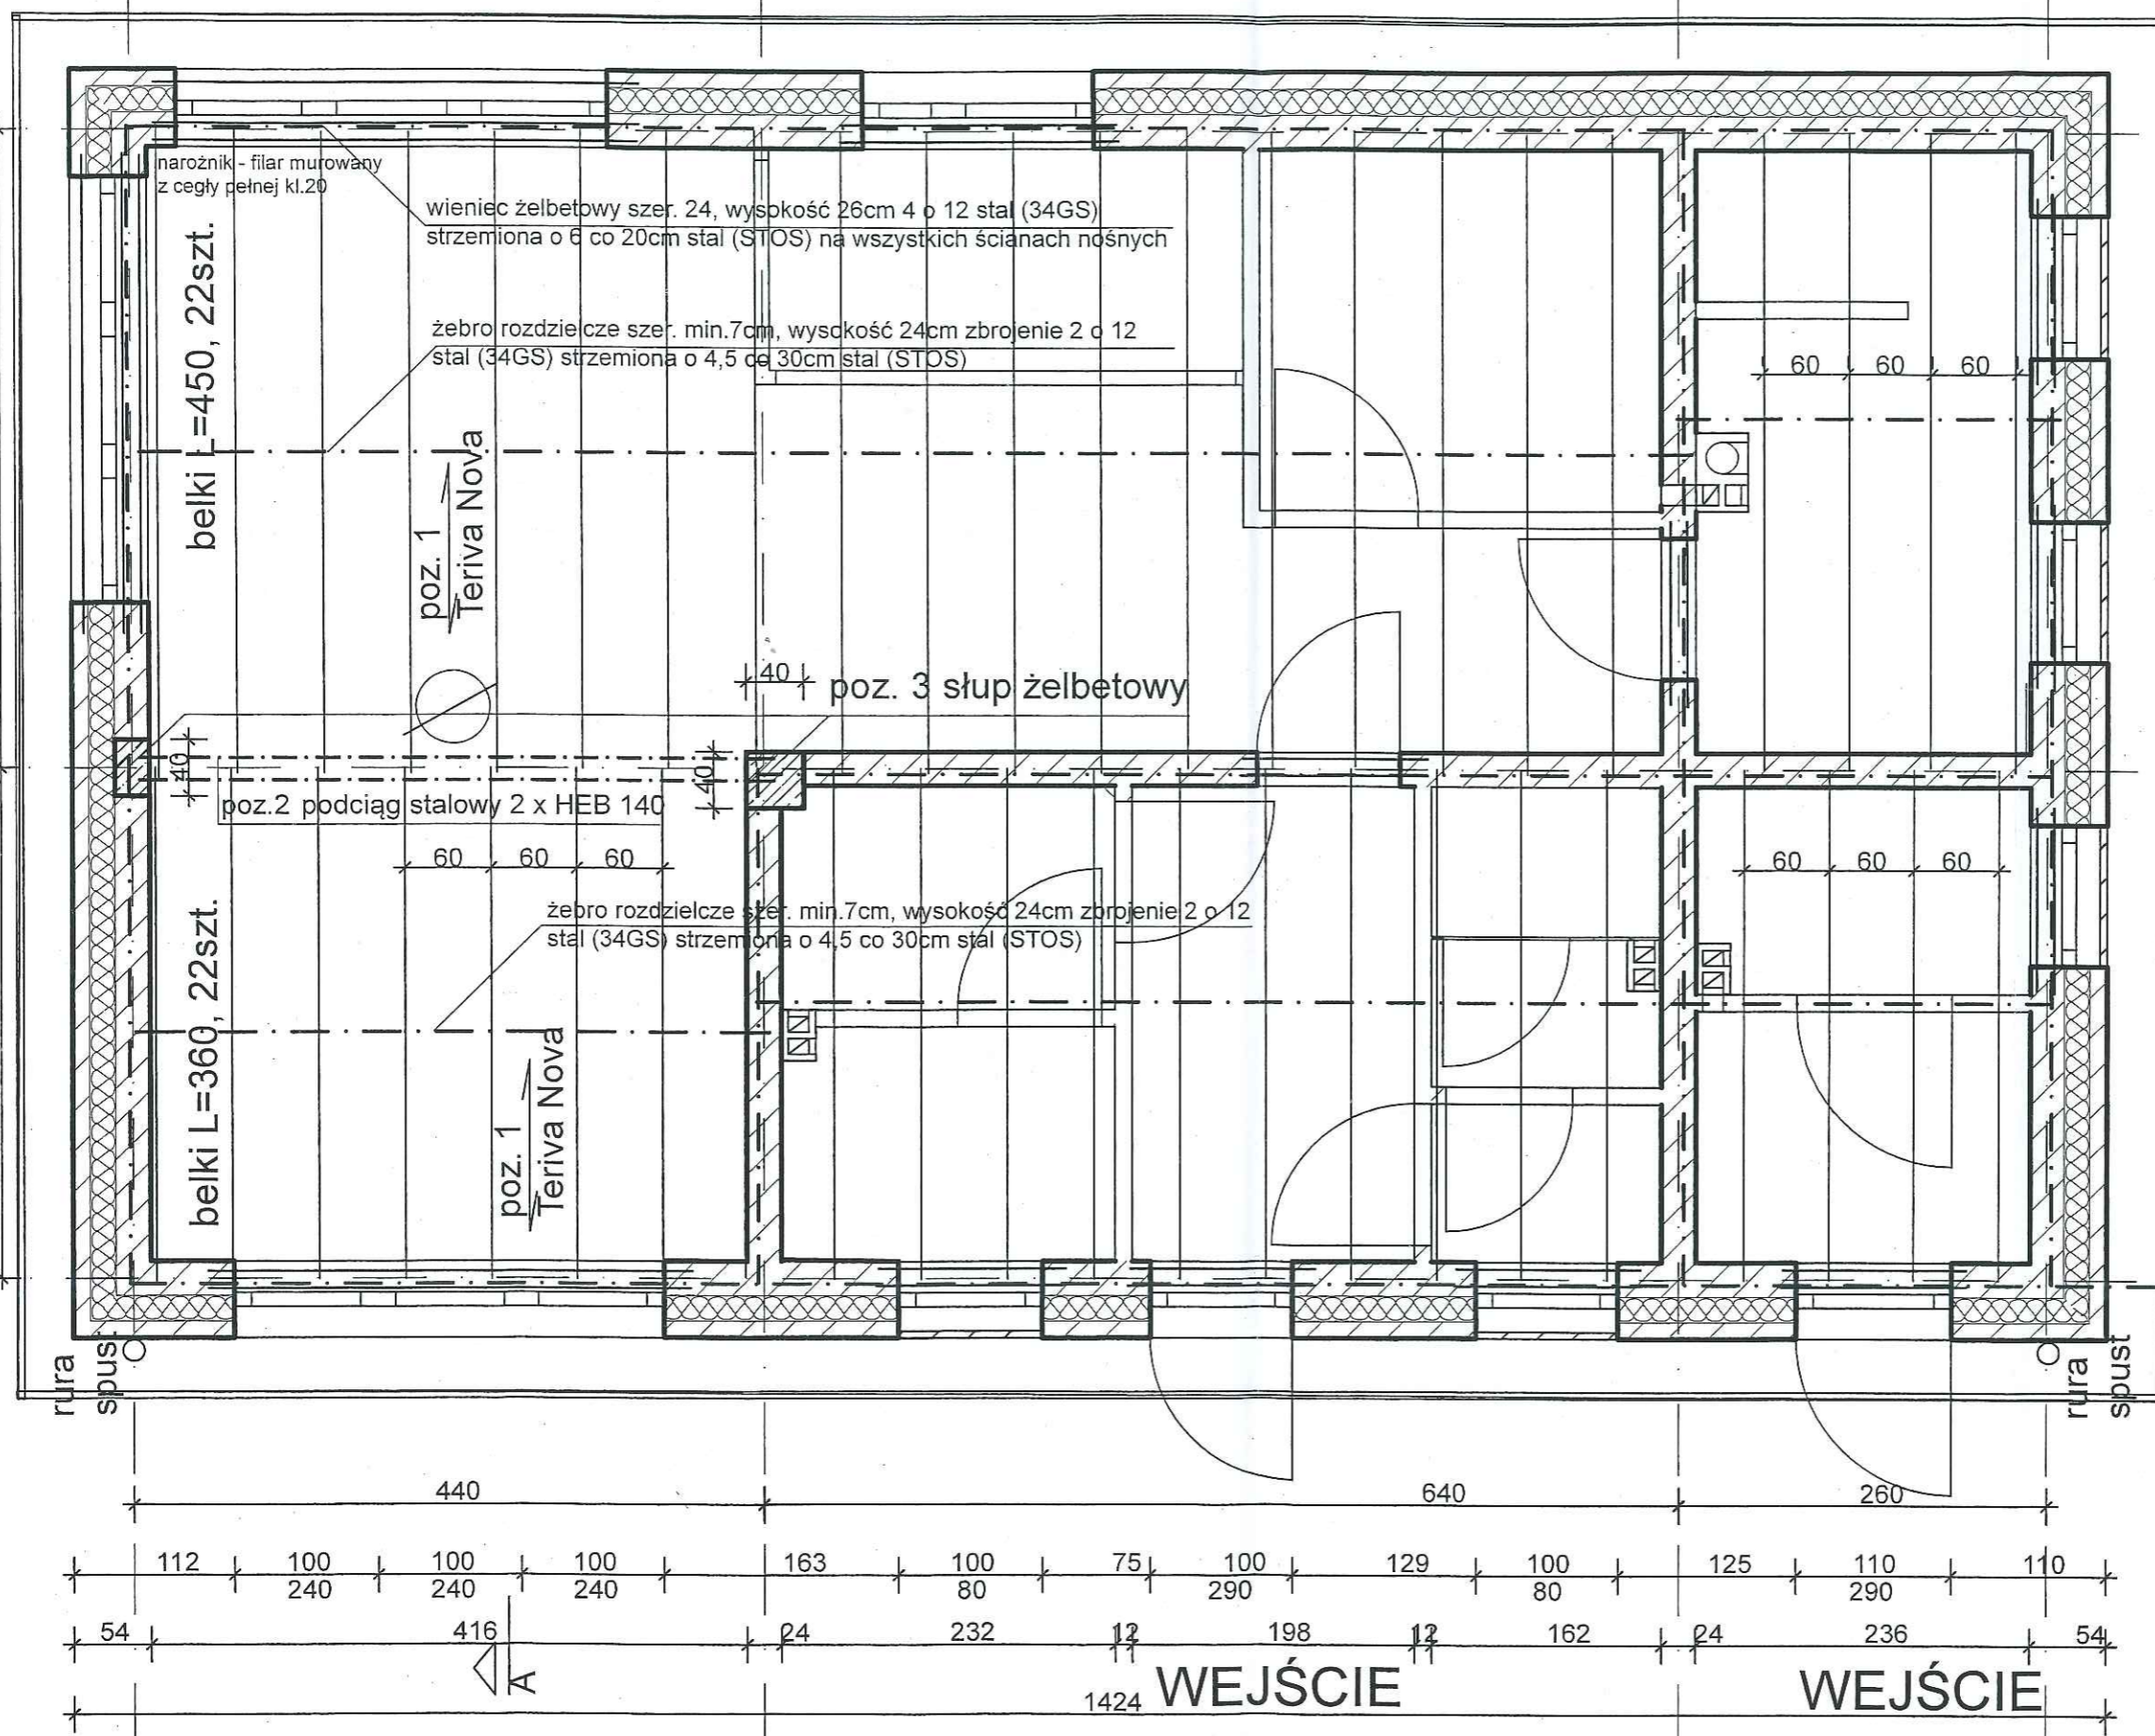 narożnik - filar murowany
z cegły pełnej kl.20
wieniec żelbetowy szer. 24, wysokość 26cm 4 o 12 stal (34GS)
strzemiona o 6 co 20cm stal (STOS) na wszystkich ścianach nośnych
belki L=450, 22szt.
żebro rozdzielcze szer. min.7cm, wysokość 24cm zbrojenie 2 o 12
stal (34GS) strzemiona o 4,5 co 30cm stal (STOS)
60 60 60
poz. 1
Teriva Nova
40
poz. 3 słup żelbetowy
40
40
poz.2 podciąg stalowy 2 x HEB 140
60 60 60
60 60 60
żebro rozdzielcze szer. min.7cm, wysokość 24cm zbrojenie 2 o 12
stal (34GS) strzemiona o 4,5 co 30cm stal (STOS)
belki L=360, 22szt.
poz. 1
Teriva Nova
rura
spust
rura
spust
440 640 260
112 100 100 100 163 100 75 100 129 100 125 110 110
240 240 240 80 290 80 290
54 416 24 232 12 198 12 162 24 236 54
A
WEJŚCIE WEJŚCIE
1424